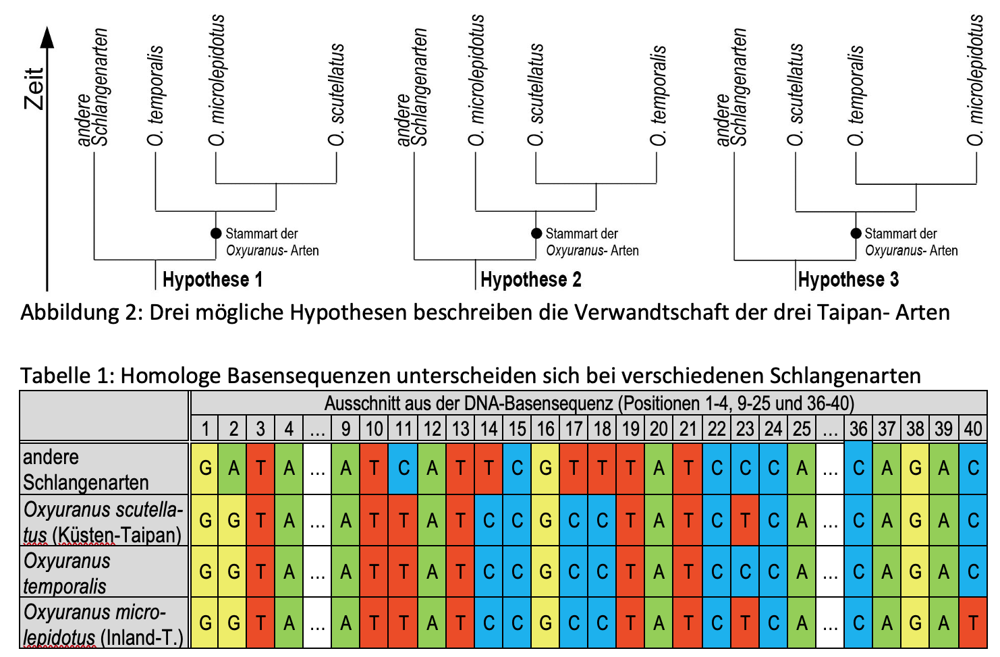 Zeit
andere
Schlangenarten
O. temporalis
O. microlepidotus
O. scutellatus
Stammart der
Oxyuranus- Arten
Hypothese 1
andere
Schlangenarten
O. microlepidotus
O. scutellatus
O. temporalis
Stammart der
Oxyuranus- Arten
Hypothese 2
andere
Schlangenarten
O. scutellatus
O. temporalis
O. microlepidotus
Stammart der
Oxyuranus- Arten
Hypothese 3
Abbildung 2: Drei mögliche Hypothesen beschreiben die Verwandtschaft der drei Taipan- Arten
Tabelle 1: Homologe Basensequenzen unterscheiden sich bei verschiedenen Schlangenarten
Ausschnitt aus der DNA-Basensequenz (Positionen 1-4, 9-25 und 36-40)
1 2 3 4 ... 9 10 11 12 13 14 15 16 17 18 19 20 21 22 23 24 25 ... 36 37 38 39 40
andere
Schlangenarten
G A T A ... A T C A T T C G T T T A T C C C A ... C A G A C
Oxyuranus scutella-
tus (Küsten-Taipan)
G G T A ... A T T A T C C G C C T A T C T C A ... C A G A C
Oxyuranus
temporalis
G G T A ... A T T A T C C G C C T A T C C C A ... C A G A C
Oxyuranus micro-
lepidotus (Inland-T.)
G G T A ... A T T A T C C G C C T A T C T C A ... C A G A T